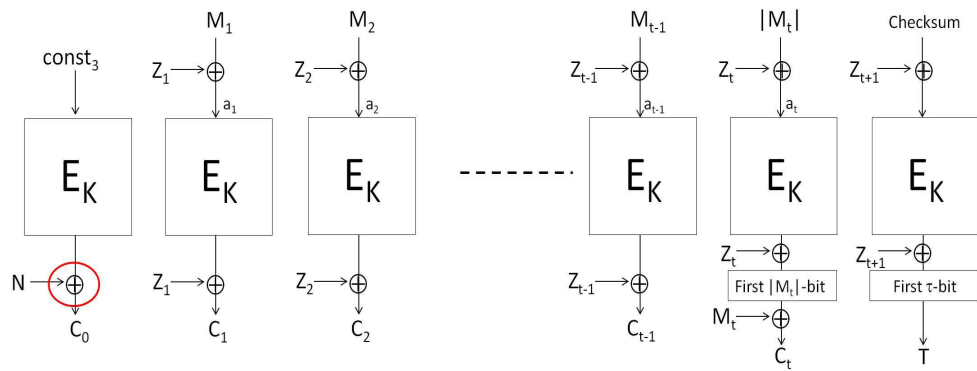 M₁ M₂ Mₜ₋₁ |Mₜ| Checksum
const₃
Z₁ Z₂ Zₜ₋₁ Zₜ Zₜ₊₁
a₁ a₂ aₜ₋₁ aₜ
E_K E_K E_K E_K E_K E_K
Zₜ Zₜ₊₁
N Z₁ Z₂ Zₜ₋₁ First |Mₜ|-bit First τ-bit
Mₜ
C₀ C₁ C₂ Cₜ₋₁ Cₜ T